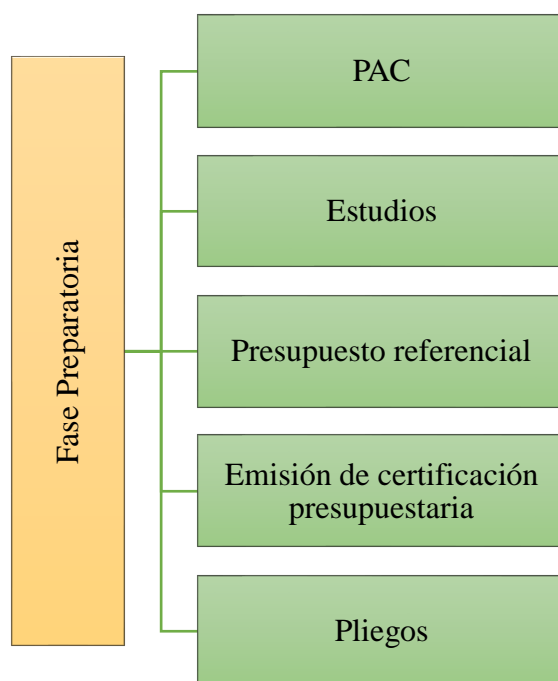 Fase Preparatoria
PAC
Estudios
Presupuesto referencial
Emisión de certificación
presupuestaria
Pliegos